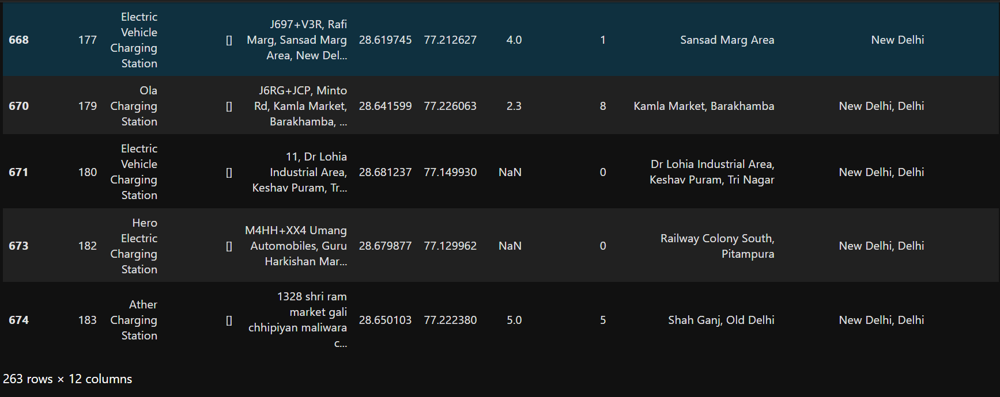 668 177 Electric Vehicle Charging Station [] J697+V3R, Rafi Marg, Sansad Marg Area, New Del... 28.619745 77.212627 4.0 1 Sansad Marg Area New Delhi
670 179 Ola Charging Station [] J6RG+JCP, Minto Rd, Kamla Market, Barakhamba, ... 28.641599 77.226063 2.3 8 Kamla Market, Barakhamba New Delhi, Delhi
671 180 Electric Vehicle Charging Station [] 11, Dr Lohia Industrial Area, Keshav Puram, Tr... 28.681237 77.149930 NaN 0 Dr Lohia Industrial Area, Keshav Puram, Tri Nagar New Delhi, Delhi
673 182 Hero Electric Charging Station [] M4HH+XX4 Umang Automobiles, Guru Harkishan Mar... 28.679877 77.129962 NaN 0 Railway Colony South, Pitampura New Delhi, Delhi
674 183 Ather Charging Station [] 1328 shri ram market gali chhipiyan maliwara c... 28.650103 77.222380 5.0 5 Shah Ganj, Old Delhi New Delhi, Delhi
263 rows × 12 columns